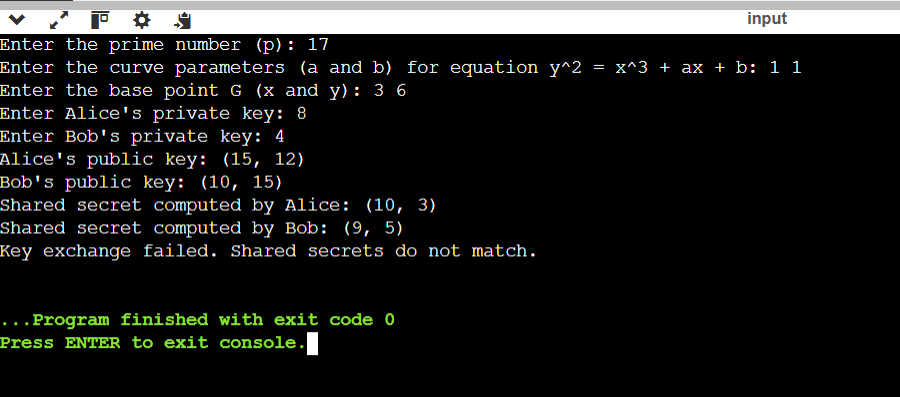 input
Enter the prime number (p): 17
Enter the curve parameters (a and b) for equation y^2 = x^3 + ax + b: 1 1
Enter the base point G (x and y): 3 6
Enter Alice's private key: 8
Enter Bob's private key: 4
Alice's public key: (15, 12)
Bob's public key: (10, 15)
Shared secret computed by Alice: (10, 3)
Shared secret computed by Bob: (9, 5)
Key exchange failed. Shared secrets do not match.
...Program finished with exit code 0
Press ENTER to exit console.